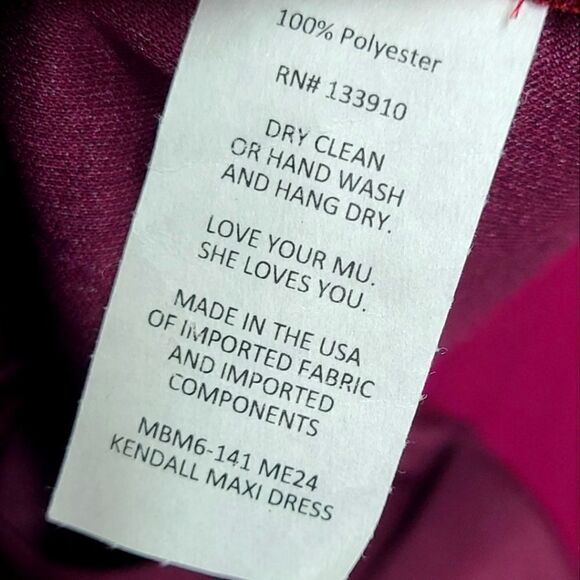 100% Polyester
RN# 133910
DRY CLEAN
OR HAND WASH
AND HANG DRY.
LOVE YOUR MU.
SHE LOVES YOU.
MADE IN THE USA
OF IMPORTED FABRIC
AND IMPORTED
COMPONENTS
MBM6-141 ME24
KENDALL MAXI DRESS